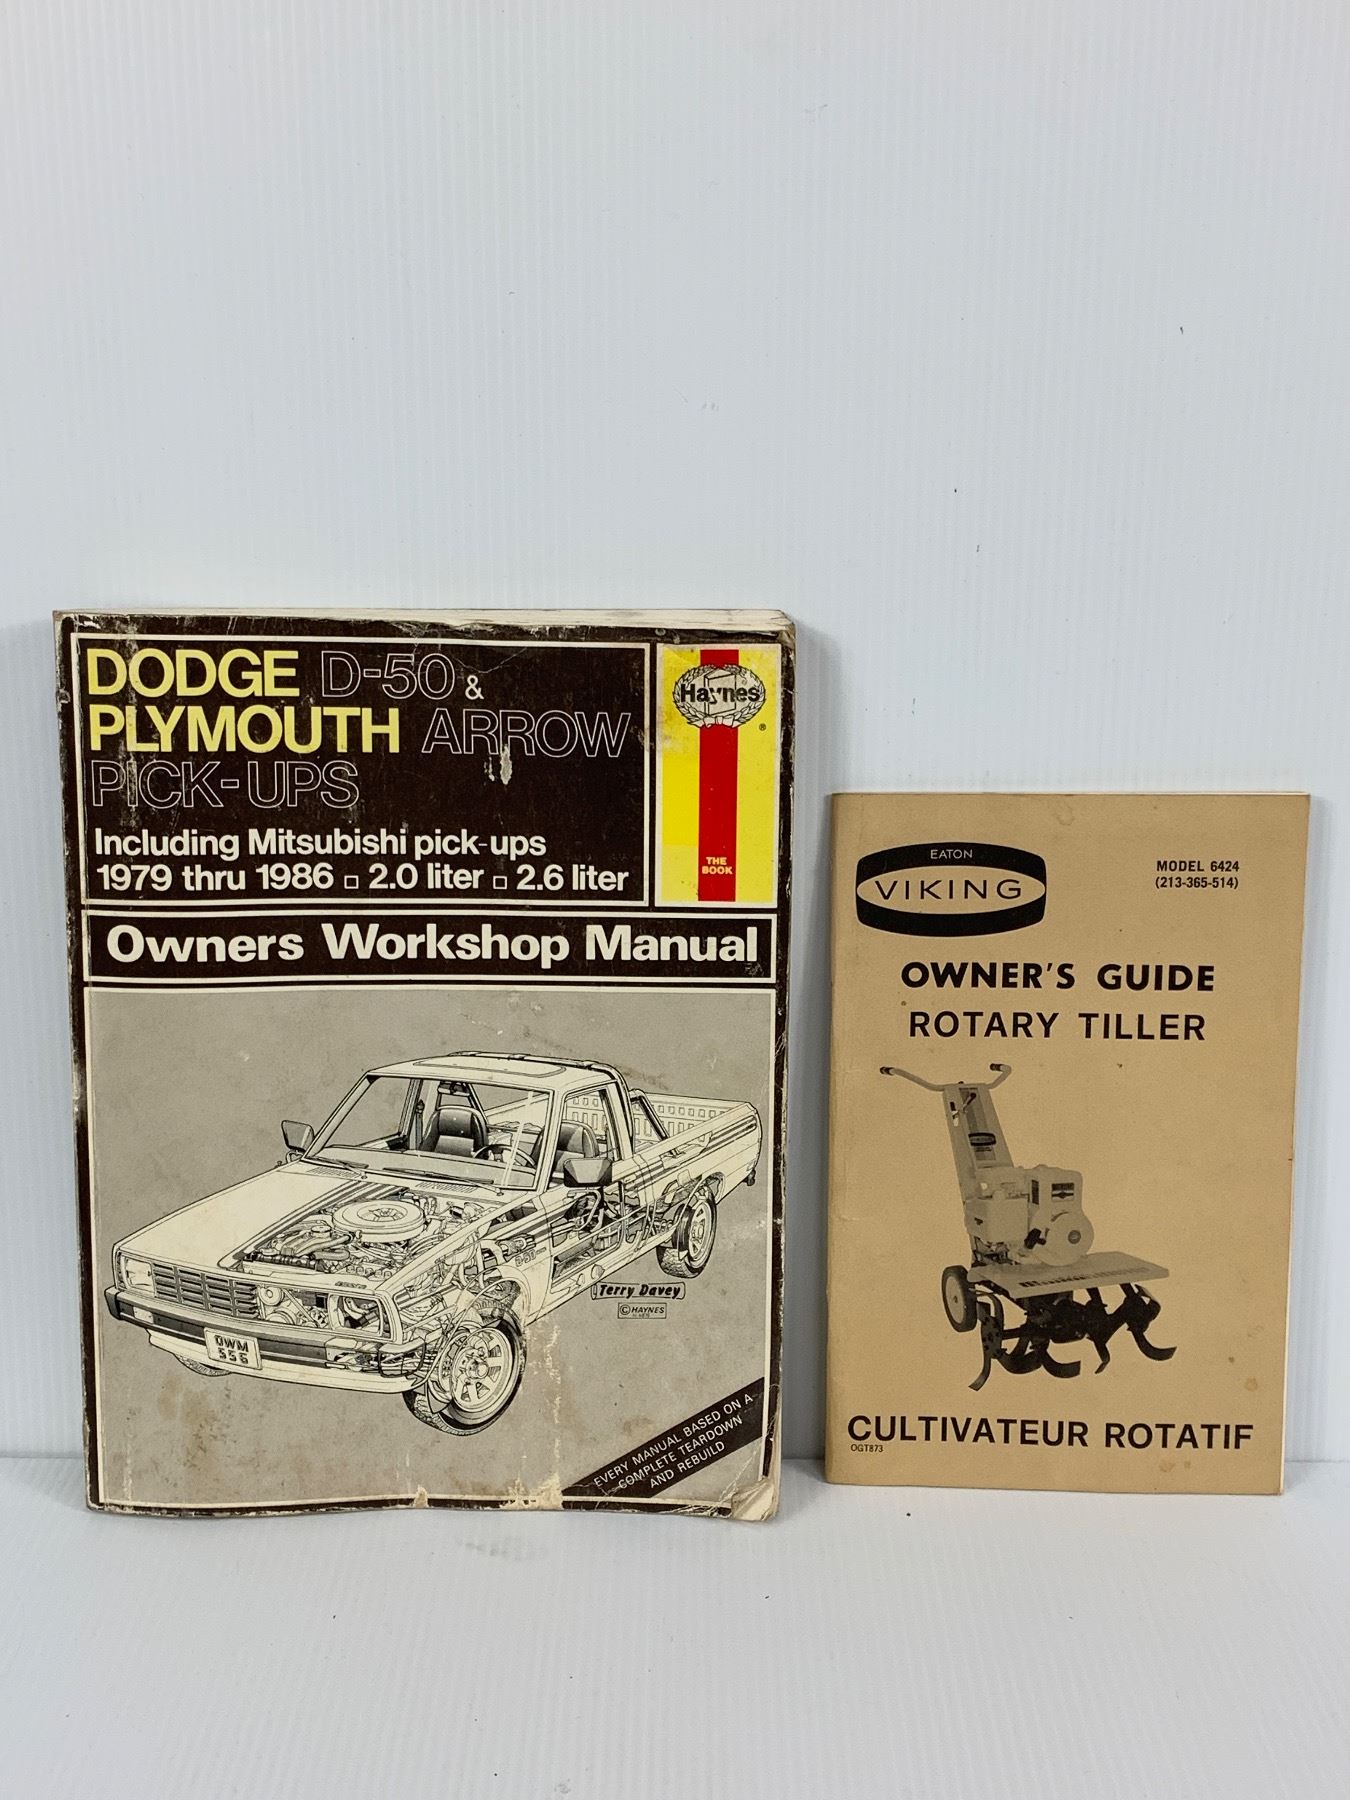 DODGE D-50 &
PLYMOUTH ARROW
PICK-UPS
Including Mitsubishi pick-ups
1979 thru 1986 □ 2.0 liter □ 2.6 liter
Haynes
®
THE
BOOK
Owners Workshop Manual
Terry Davey
© HAYNES
OWM
556
EVERY MANUAL BASED ON A
COMPLETE TEARDOWN
AND REBUILD
EATON
VIKING
MODEL 6424
(213-365-514)
OWNER'S GUIDE
ROTARY TILLER
CULTIVATEUR ROTATIF
OGT873